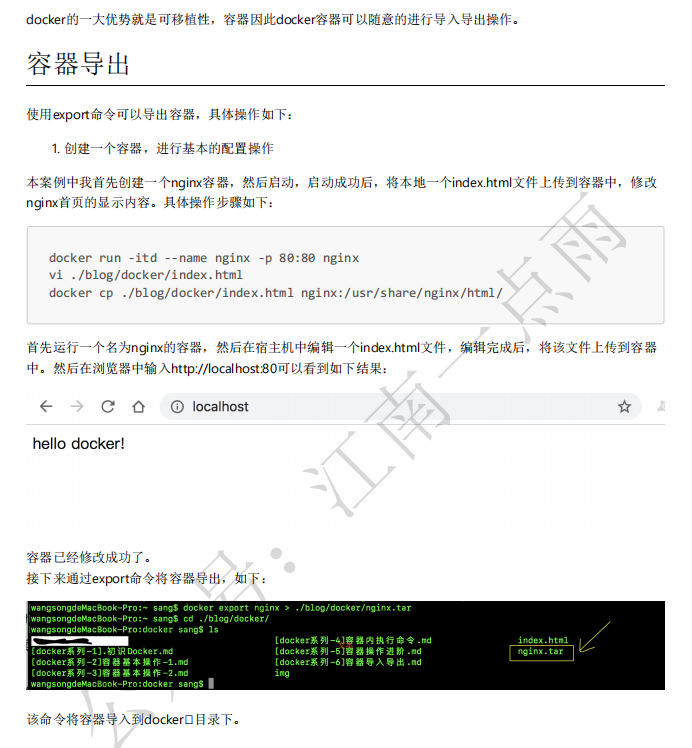 docker的一大优势就是可移植性，容器因此docker容器可以随意的进行导入导出操作。
容器导出
使用export命令可以导出容器，具体操作如下：
1. 创建一个容器，进行基本的配置操作
本案例中我首先创建一个nginx容器，然后启动，启动成功后，将本地一个index.html文件上传到容器中，修改
nginx首页的显示内容。具体操作步骤如下：
docker run -itd --name nginx -p 80:80 nginx
vi ./blog/docker/index.html
docker cp ./blog/docker/index.html nginx:/usr/share/nginx/html/
首先运行一个名为nginx的容器，然后在宿主机中编辑一个index.html文件，编辑完成后，将该文件上传到容器
中。然后在浏览器中输入http://localhost:80可以看到如下结果：
localhost
hello docker!
容器已经修改成功了。
接下来通过export命令将容器导出，如下：
wangsongdeMacBook-Pro:~ sang$ docker export nginx > ./blog/docker/nginx.tar
wangsongdeMacBook-Pro:~ sang$ cd ./blog/docker/
wangsongdeMacBook-Pro:docker sang$ ls
[docker系列-4]容器内执行命令.md index.html
[docker系列-1].初识Docker.md [docker系列-5]容器操作进阶.md nginx.tar
[docker系列-2]容器基本操作-1.md [docker系列-6]容器导入导出.md
[docker系列-3]容器基本操作-2.md img
wangsongdeMacBook-Pro:docker sang$
该命令将容器导入到docker▯目录下。
公众号：江南一点雨